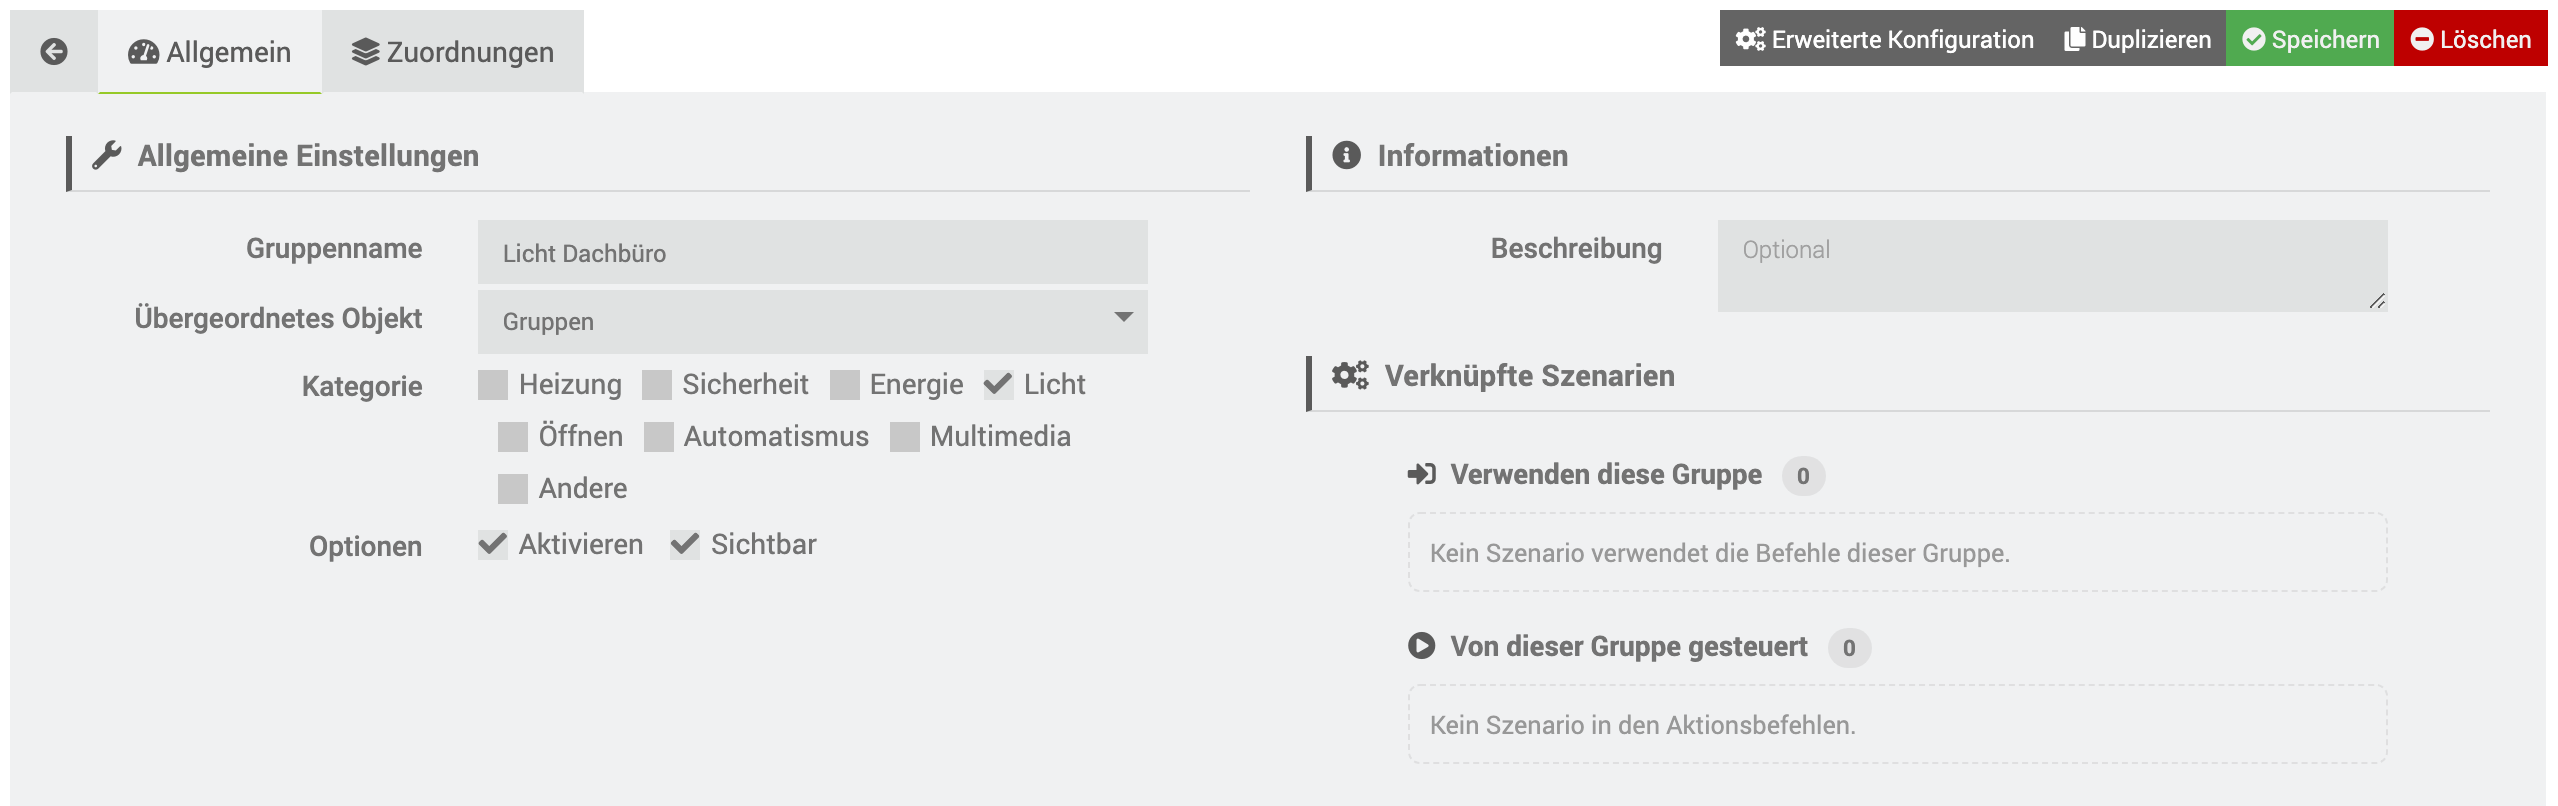 Allgemein
Zuordnungen
Erweiterte Konfiguration
Duplizieren
Speichern
Löschen
Allgemeine Einstellungen
Gruppenname
Licht Dachbüro
Übergeordnetes Objekt
Gruppen
Kategorie
Heizung Sicherheit Energie Licht
Öffnen Automatismus Multimedia
Andere
Optionen
Aktivieren Sichtbar
Informationen
Beschreibung
Optional
Verknüpfte Szenarien
Verwenden diese Gruppe 0
Kein Szenario verwendet die Befehle dieser Gruppe.
Von dieser Gruppe gesteuert 0
Kein Szenario in den Aktionsbefehlen.